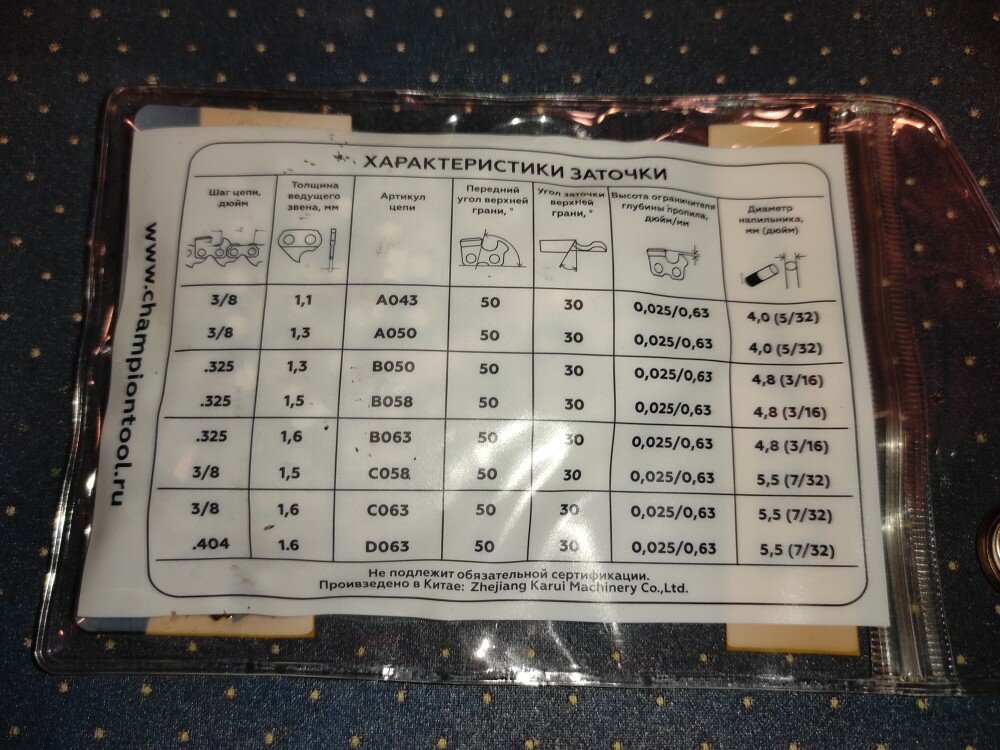 ХАРАКТЕРИСТИКИ ЗАТОЧКИ
Шаг цепи,
дюйм
Толщина
ведущего
звена, мм
Артикул
цепи
Передний
угол верхней
грани, °
Угол заточки
верхней
грани, °
Высота ограничителя
глубины пропила,
дюйм/мм
Диаметр
напильника,
мм (дюйм)
3/8 1,1 A043 50 30 0,025/0,63 4,0 (5/32)
3/8 1,3 A050 50 30 0,025/0,63 4,0 (5/32)
.325 1,3 B050 50 30 0,025/0,63 4,8 (3/16)
.325 1,5 B058 50 30 0,025/0,63 4,8 (3/16)
.325 1,6 B063 50 30 0,025/0,63 4,8 (3/16)
3/8 1,5 C058 50 30 0,025/0,63 5,5 (7/32)
3/8 1,6 C063 50 30 0,025/0,63 5,5 (7/32)
.404 1.6 D063 50 30 0,025/0,63 5,5 (7/32)
Не подлежит обязательной сертификации.
Проивзедено в Китае: Zhejiang Karui Machinery Co.,Ltd.
www.championtool.ru